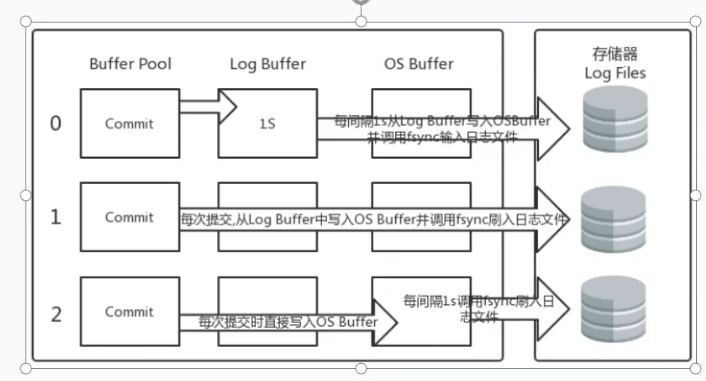 Buffer Pool
Log Buffer
OS Buffer
存储器
Log Files
0
Commit
1S
每间隔1s从Log Buffer写入OSBuffer
并调用fsync输入日志文件
1
Commit
每次提交,从Log Buffer中写入OS Buffer并调用fsync刷入日志文件
2
Commit
每次提交时直接写入OS Buffer
每间隔1s调用fsync刷入日
志文件